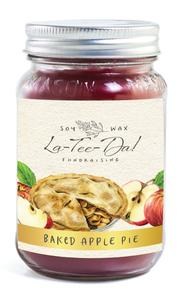 SOY WAX
La-Tee-Da!
FUNDRAISING
BAKED APPLE PIE